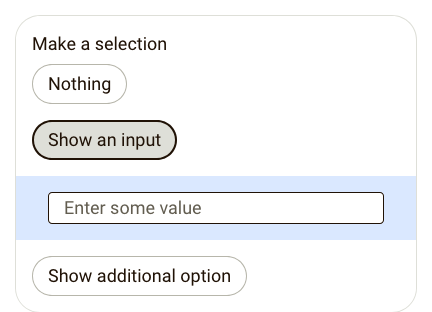 Make a selection
Nothing
Show an input
Enter some value
Show additional option